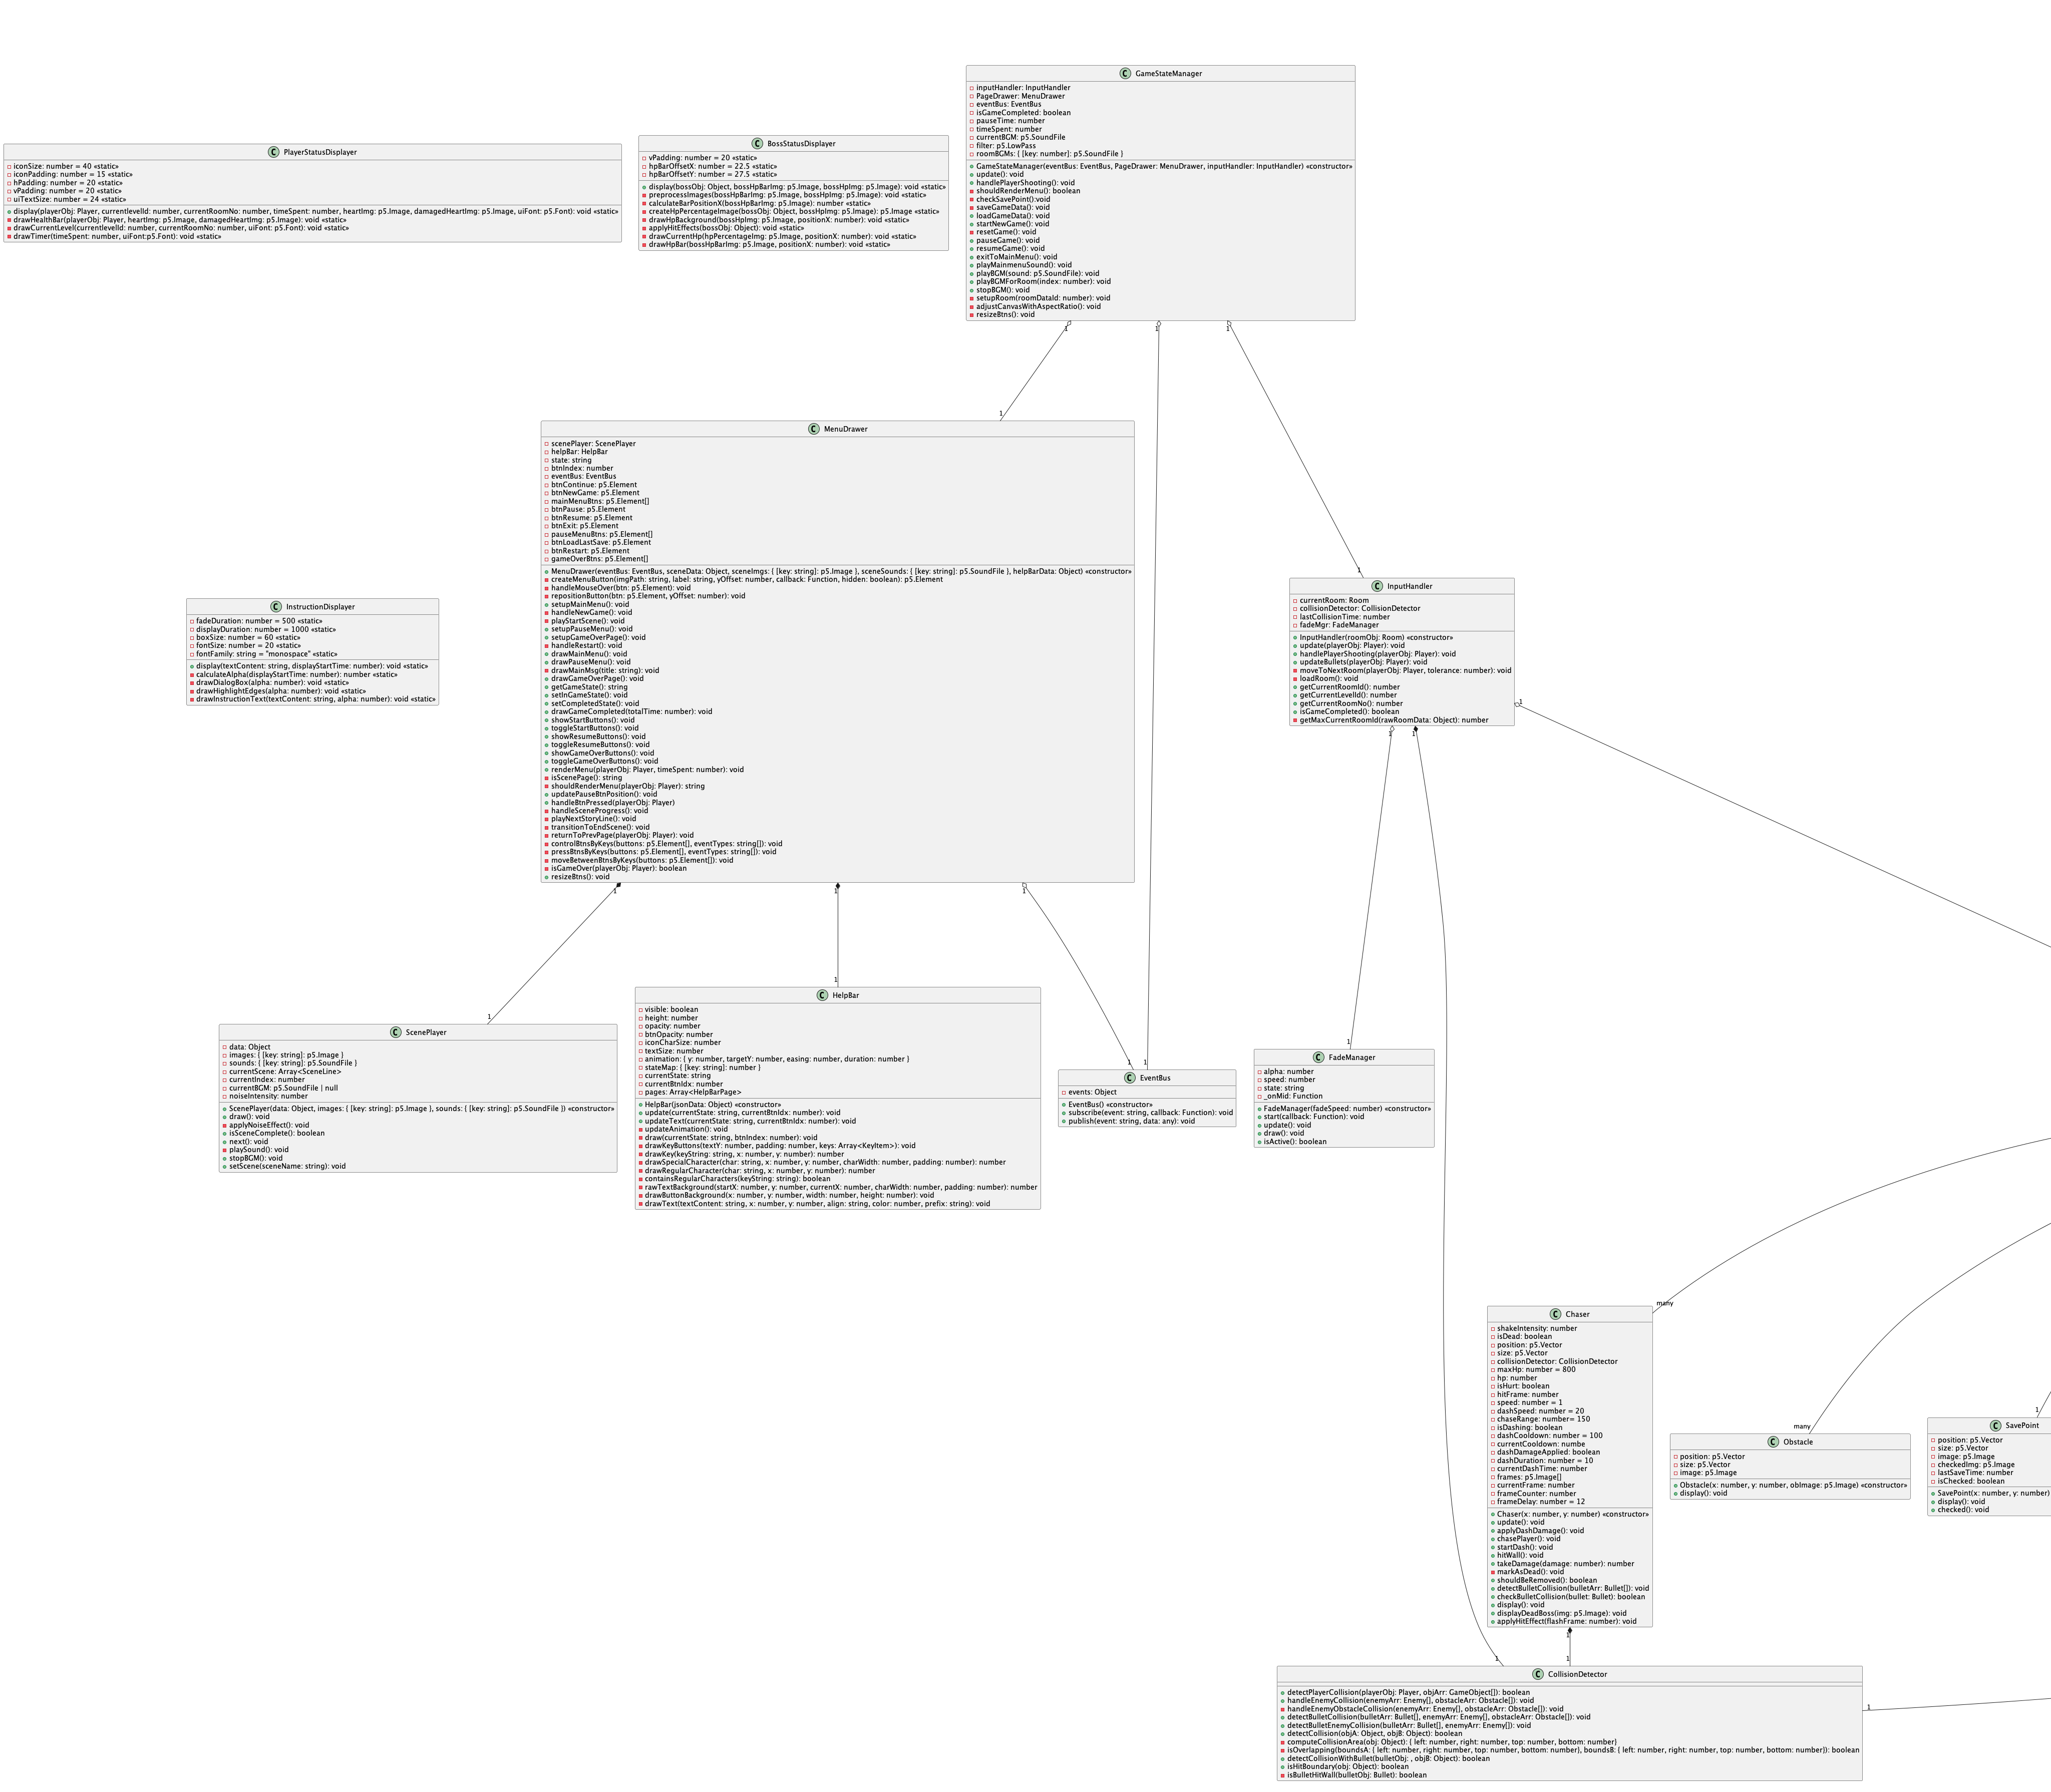 C GameStateManager
inputHandler: InputHandler
PageDrawer: MenuDrawer
eventBus: EventBus
isGameCompleted: boolean
pauseTime: number
timeSpent: number
currentBGM: p5.SoundFile
filter: p5.LowPass
roomBGMs: { [key: number]: p5.SoundFile }
GameStateManager(eventBus: EventBus, PageDrawer: MenuDrawer, inputHandler: InputHandler) «constructor»
update(): void
handlePlayerShooting(): void
shouldRenderMenu(): boolean
checkSavePoint():void
saveGameData(): void
loadGameData(): void
startNewGame(): void
resetGame(): void
pauseGame(): void
resumeGame(): void
exitToMainMenu(): void
playMainmenuSound(): void
playBGM(sound: p5.SoundFile): void
playBGMForRoom(index: number): void
stopBGM(): void
setupRoom(roomDataId: number): void
adjustCanvasWithAspectRatio(): void
resizeBtns(): void
1
1
1
C PlayerStatusDisplayer
iconSize: number = 40 «static»
iconPadding: number = 15 «static»
hPadding: number = 20 «static»
vPadding: number = 20 «static»
uiTextSize: number = 24 «static»
display(playerObj: Player, currentlevelId: number, currentRoomNo: number, timeSpent: number, heartImg: p5.Image, damagedHeartImg: p5.Image, uiFont: p5.Font): void «static»
drawHealthBar(playerObj: Player, heartImg: p5.Image, damagedHeartImg: p5.Image): void «static»
drawCurrentLevel(currentlevelId: number, currentRoomNo: number, uiFont: p5.Font): void «static»
drawTimer(timeSpent: number, uiFont:p5.Font): void «static»
C BossStatusDisplayer
vPadding: number = 20 «static»
hpBarOffsetX: number = 22.5 «static»
hpBarOffsetY: number = 27.5 «static»
display(bossObj: Object, bossHpBarImg: p5.Image, bossHpImg: p5.Image): void «static»
preprocessImages(bossHpBarImg: p5.Image, bossHpImg: p5.Image): void «static»
calculateBarPositionX(bossHpBarImg: p5.Image): number «static»
createHpPercentageImage(bossObj: Object, bossHpImg: p5.Image): p5.Image «static»
drawHpBackground(bossHpImg: p5.Image, positionX: number): void «static»
applyHitEffects(bossObj: Object): void «static»
drawCurrentHp(hpPercentageImg: p5.Image, positionX: number): void «static»
drawHpBar(bossHpBarImg: p5.Image, positionX: number): void «static»
1
C MenuDrawer
scenePlayer: ScenePlayer
helpBar: HelpBar
state: string
btnIndex: number
eventBus: EventBus
btnContinue: p5.Element
btnNewGame: p5.Element
mainMenuBtns: p5.Element[]
btnPause: p5.Element
btnResume: p5.Element
btnExit: p5.Element
pauseMenuBtns: p5.Element[]
btnLoadLastSave: p5.Element
btnRestart: p5.Element
gameOverBtns: p5.Element[]
MenuDrawer(eventBus: EventBus, sceneData: Object, sceneImgs: { [key: string]: p5.Image }, sceneSounds: { [key: string]: p5.SoundFile }, helpBarData: Object) «constructor»
createMenuButton(imgPath: string, label: string, yOffset: number, callback: Function, hidden: boolean): p5.Element
handleMouseOver(btn: p5.Element): void
repositionButton(btn: p5.Element, yOffset: number): void
setupMainMenu(): void
handleNewGame(): void
playStartScene(): void
setupPauseMenu(): void
setupGameOverPage(): void
handleRestart(): void
drawMainMenu(): void
drawPauseMenu(): void
drawMainMsg(title: string): void
drawGameOverPage(): void
getGameState(): string
setInGameState(): void
setCompletedState(): void
drawGameCompleted(totalTime: number): void
showStartButtons(): void
toggleStartButtons(): void
showResumeButtons(): void
toggleResumeButtons(): void
showGameOverButtons(): void
toggleGameOverButtons(): void
renderMenu(playerObj: Player, timeSpent: number): void
isScenePage(): string
shouldRenderMenu(playerObj: Player): string
updatePauseBtnPosition(): void
handleBtnPressed(playerObj: Player)
handleSceneProgress(): void
playNextStoryLine(): void
transitionToEndScene(): void
returnToPrevPage(playerObj: Player): void
controlBtnsByKeys(buttons: p5.Element[], eventTypes: string[]): void
pressBtnsByKeys(buttons: p5.Element[], eventTypes: string[]): void
moveBetweenBtnsByKeys(buttons: p5.Element[]): void
isGameOver(playerObj: Player): boolean
resizeBtns(): void
1
1
1
C InstructionDisplayer
fadeDuration: number = 500 «static»
displayDuration: number = 1000 «static»
boxSize: number = 60 «static»
fontSize: number = 20 «static»
fontFamily: string = "monospace" «static»
display(textContent: string, displayStartTime: number): void «static»
calculateAlpha(displayStartTime: number): number «static»
drawDialogBox(alpha: number): void «static»
drawHighlightEdges(alpha: number): void «static»
drawInstructionText(textContent: string, alpha: number): void «static»
1
C InputHandler
currentRoom: Room
collisionDetector: CollisionDetector
lastCollisionTime: number
fadeMgr: FadeManager
InputHandler(roomObj: Room) «constructor»
update(playerObj: Player): void
handlePlayerShooting(playerObj: Player): void
updateBullets(playerObj: Player): void
moveToNextRoom(playerObj: Player, tolerance: number): void
loadRoom(): void
getCurrentRoomId(): number
getCurrentLevelId(): number
getCurrentRoomNo(): number
isGameCompleted(): boolean
getMaxCurrentRoomId(rawRoomData: Object): number
1
1
1
1
C ScenePlayer
data: Object
images: { [key: string]: p5.Image }
sounds: { [key: string]: p5.SoundFile }
currentScene: Array<SceneLine>
currentIndex: number
currentBGM: p5.SoundFile | null
noiseIntensity: number
ScenePlayer(data: Object, images: { [key: string]: p5.Image }, sounds: { [key: string]: p5.SoundFile }) «constructor»
draw(): void
applyNoiseEffect(): void
isSceneComplete(): boolean
next(): void
playSound(): void
stopBGM(): void
setScene(sceneName: string): void
1
C HelpBar
visible: boolean
height: number
opacity: number
btnOpacity: number
iconCharSize: number
textSize: number
animation: { y: number, targetY: number, easing: number, duration: number }
stateMap: { [key: string]: number }
currentState: string
currentBtnIdx: number
pages: Array<HelpBarPage>
HelpBar(jsonData: Object) «constructor»
update(currentState: string, currentBtnIdx: number): void
updateText(currentState: string, currentBtnIdx: number): void
updateAnimation(): void
draw(currentState: string, btnIndex: number): void
drawKeyButtons(textY: number, padding: number, keys: Array<KeyItem>): void
drawKey(keyString: string, x: number, y: number): number
drawSpecialCharacter(char: string, x: number, y: number, charWidth: number, padding: number): number
drawRegularCharacter(char: string, x: number, y: number): number
containsRegularCharacters(keyString: string): boolean
rawTextBackground(startX: number, y: number, currentX: number, charWidth: number, padding: number): number
drawButtonBackground(x: number, y: number, width: number, height: number): void
drawText(textContent: string, x: number, y: number, align: string, color: number, prefix: string): void
1 1
C EventBus
events: Object
EventBus() «constructor»
subscribe(event: string, callback: Function): void
publish(event: string, data: any): void
1
C FadeManager
alpha: number
speed: number
state: string
_onMid: Function
FadeManager(fadeSpeed: number) «constructor»
start(callback: Function): void
update(): void
draw(): void
isActive(): boolean
many
C Chaser
shakeIntensity: number
isDead: boolean
position: p5.Vector
size: p5.Vector
collisionDetector: CollisionDetector
maxHp: number = 800
hp: number
isHurt: boolean
hitFrame: number
speed: number = 1
dashSpeed: number = 20
chaseRange: number= 150
isDashing: boolean
dashCooldown: number = 100
currentCooldown: numbe
dashDamageApplied: boolean
dashDuration: number = 10
currentDashTime: number
frames: p5.Image[]
currentFrame: number
frameCounter: number
frameDelay: number = 12
Chaser(x: number, y: number) «constructor»
update(): void
applyDashDamage(): void
chasePlayer(): void
startDash(): void
hitWall(): void
takeDamage(damage: number): number
markAsDead(): void
shouldBeRemoved(): boolean
detectBulletCollision(bulletArr: Bullet[]): void
checkBulletCollision(bullet: Bullet): boolean
display(): void
displayDeadBoss(img: p5.Image): void
applyHitEffect(flashFrame: number): void
1
many
C Obstacle
position: p5.Vector
size: p5.Vector
image: p5.Image
Obstacle(x: number, y: number, obImage: p5.Image) «constructor»
display(): void
1
C SavePoint
position: p5.Vector
size: p5.Vector
image: p5.Image
checkedImg: p5.Image
lastSaveTime: number
isChecked: boolean
SavePoint(x: number, y: number)
display(): void
checked(): void
1
1
C CollisionDetector
detectPlayerCollision(playerObj: Player, objArr: GameObject[]): boolean
handleEnemyCollision(enemyArr: Enemy[], obstacleArr: Obstacle[]): void
handleEnemyObstacleCollision(enemyArr: Enemy[], obstacleArr: Obstacle[]): void
detectBulletCollision(bulletArr: Bullet[], enemyArr: Enemy[], obstacleArr: Obstacle[]): void
detectBulletEnemyCollision(bulletArr: Bullet[], enemyArr: Enemy[]): void
detectCollision(objA: Object, objB: Object): boolean
computeCollisionArea(obj: Object): { left: number, right: number, top: number, bottom: number}
isOverlapping(boundsA: { left: number, right: number, top: number, bottom: number}, boundsB: { left: number, right: number, top: number, bottom: number}): boolean
detectCollisionWithBullet(bulletObj: , objB: Object): boolean
isHitBoundary(obj: Object): boolean
isBulletHitWall(bulletObj: Bullet): boolean
1